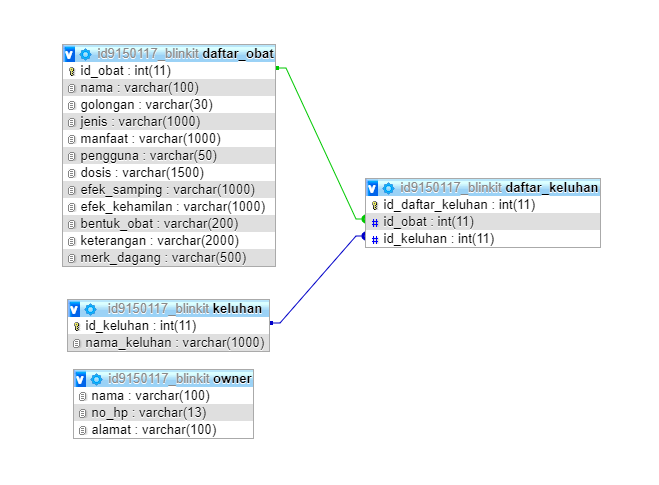 id9150117_blinkit daftar_obat
id_obat : int(11)
nama : varchar(100)
golongan : varchar(30)
jenis : varchar(1000)
manfaat : varchar(1000)
pengguna : varchar(50)
dosis : varchar(1500)
efek_samping : varchar(1000)
efek_kehamilan : varchar(1000)
bentuk_obat : varchar(200)
keterangan : varchar(2000)
merk_dagang : varchar(500)
id9150117_blinkit daftar_keluhan
id_daftar_keluhan : int(11)
# id_obat : int(11)
# id_keluhan : int(11)
id9150117_blinkit keluhan
id_keluhan : int(11)
nama_keluhan : varchar(1000)
id9150117_blinkit owner
nama : varchar(100)
no_hp : varchar(13)
alamat : varchar(100)